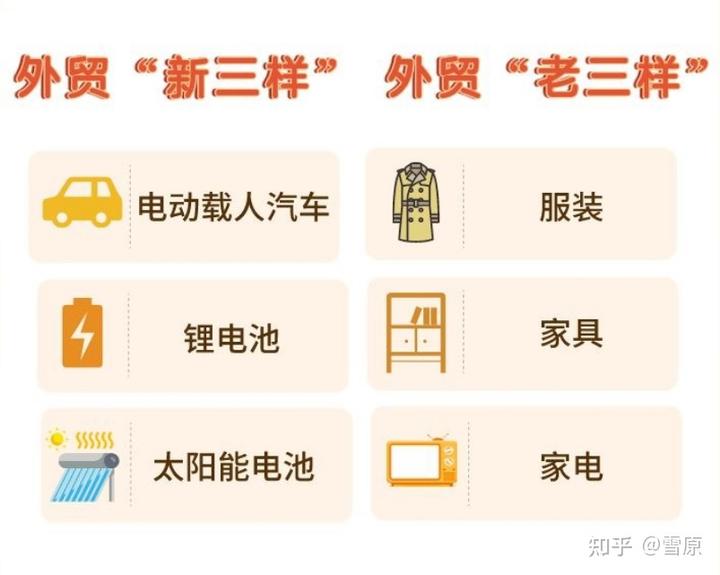 外贸“新三样”
电动载人汽车
锂电池
太阳能电池
外贸“老三样”
服装
家具
家电
知乎 @雪原